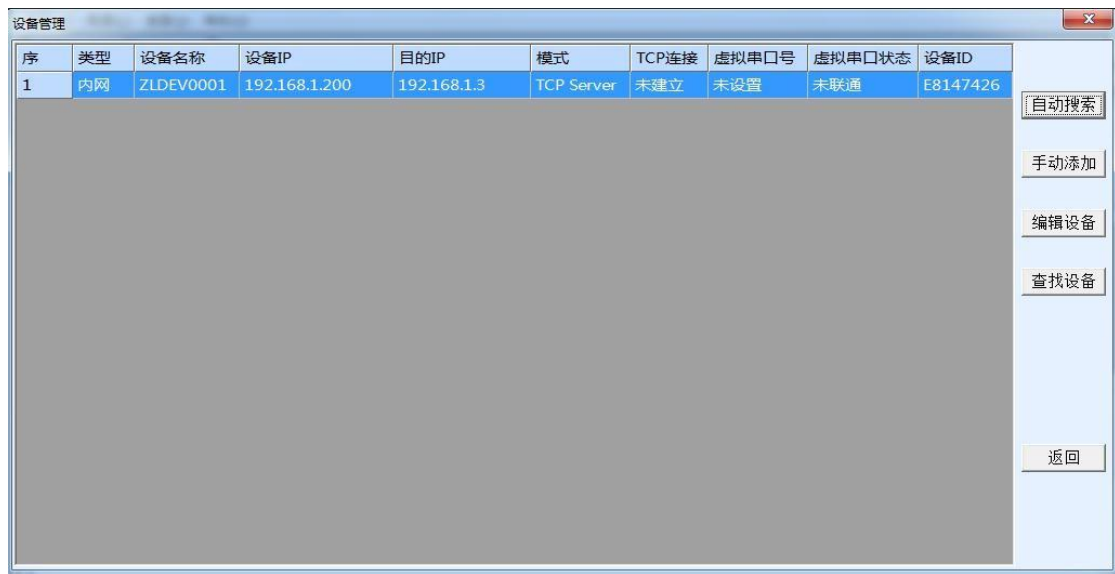 设备管理
序 类型 设备名称 设备IP 目的IP 模式 TCP连接 虚拟串口号 虚拟串口状态 设备ID
1 内网 ZLDEV0001 192.168.1.200 192.168.1.3 TCP Server 未建立 未设置 未联通 E8147426
自动搜索
手动添加
编辑设备
查找设备
返回